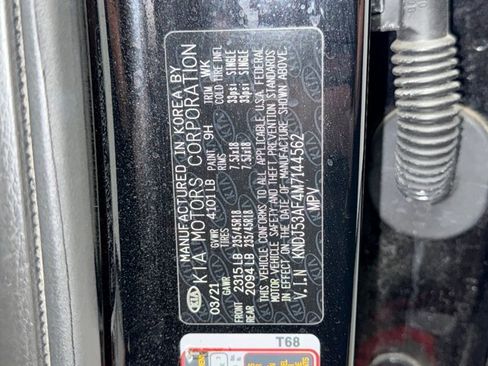 MANUFACTURED IN KOREA BY
KIA MOTORS CORPORATION
03/21 GVWR 4101LB PAINT 9H TRIM WK
GAWR TIRES RIMS COLD TIRE INFL
FRONT 2315LB 235/45R18 7.5Jx18 33psi SINGLE
REAR 2094 LB 235/45R18 7.5Jx18 33psi SINGLE
THIS VEHICLE CONFORMS TO ALL APPLICABLE U.S.A. FEDERAL
MOTOR VEHICLE SAFETY AND THEFT PREVENTION STANDARDS
IN EFFECT ON THE DATE OF MANUFACTURE SHOWN ABOVE.
V.I.N KNDJ53AF4M7144562
MPV
T68